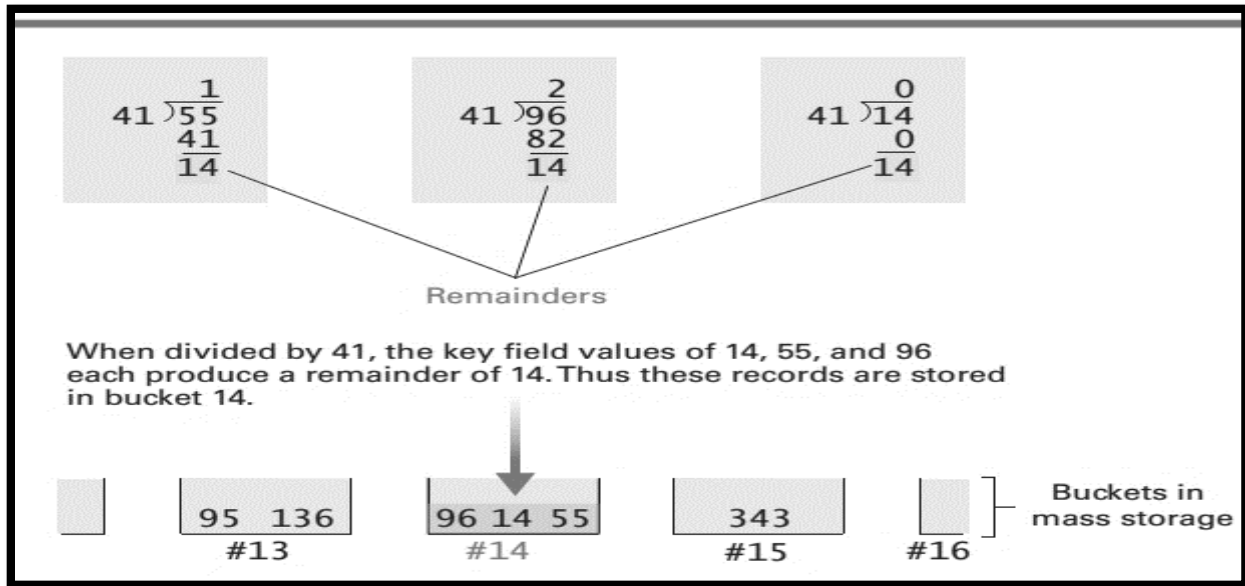 1
41 )55
41
14
2
41 )96
82
14
0
41 )14
0
14
Remainders
When divided by 41, the key field values of 14, 55, and 96
each produce a remainder of 14. Thus these records are stored
in bucket 14.
95 136
96 14 55
343
#13
#14
#15
#16
Buckets in
mass storage